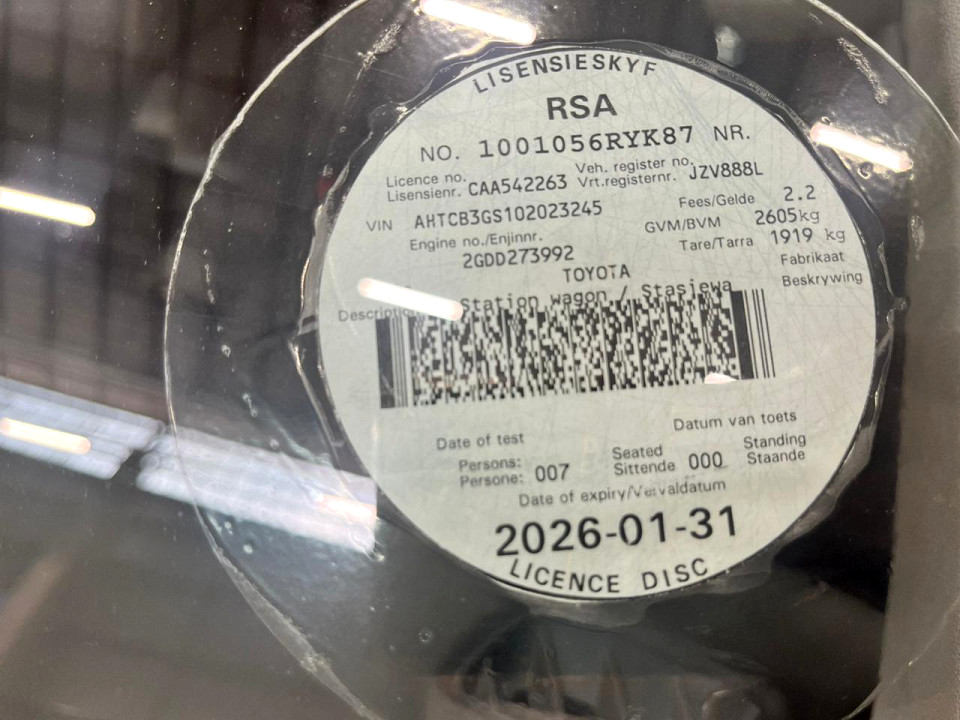 LISENSIESKYF
RSA
NO. 1001056RYK87 NR.
Licence no. Veh. register no.
Lisensienr. CAA542263 Vrt.registernr. JZV888L
VIN AHTCB3GS102023245 Fees/Gelde 2.2
Engine no./Enjinnr. GVM/BVM 2605kg
2GDD273992 Tare/Tarra 1919 kg
TOYOTA Fabrikaat
Station wagon / Stasiewa Beskrywing
Description
Date of test Datum van toets
Persons: Seated Standing
Persone: 007 Sittende 000 Staande
Date of expiry/Vervaldatum
2026-01-31
LICENCE DISC